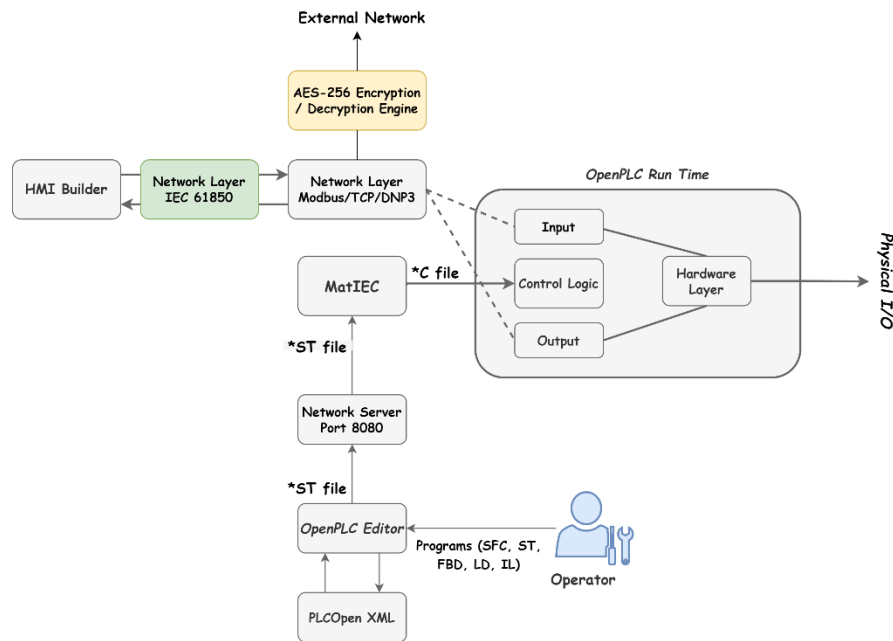 External Network
AES-256 Encryption
/ Decryption Engine
HMI Builder
Network Layer
IEC 61850
Network Layer
Modbus/TCP/DNP3
OpenPLC Run Time
Input
Control Logic
Output
Hardware
Layer
Physical I/O
MatIEC
*C file
*ST file
Network Server
Port 8080
*ST file
OpenPLC Editor
Programs (SFC, ST,
FBD, LD, IL)
Operator
PLCOpen XML